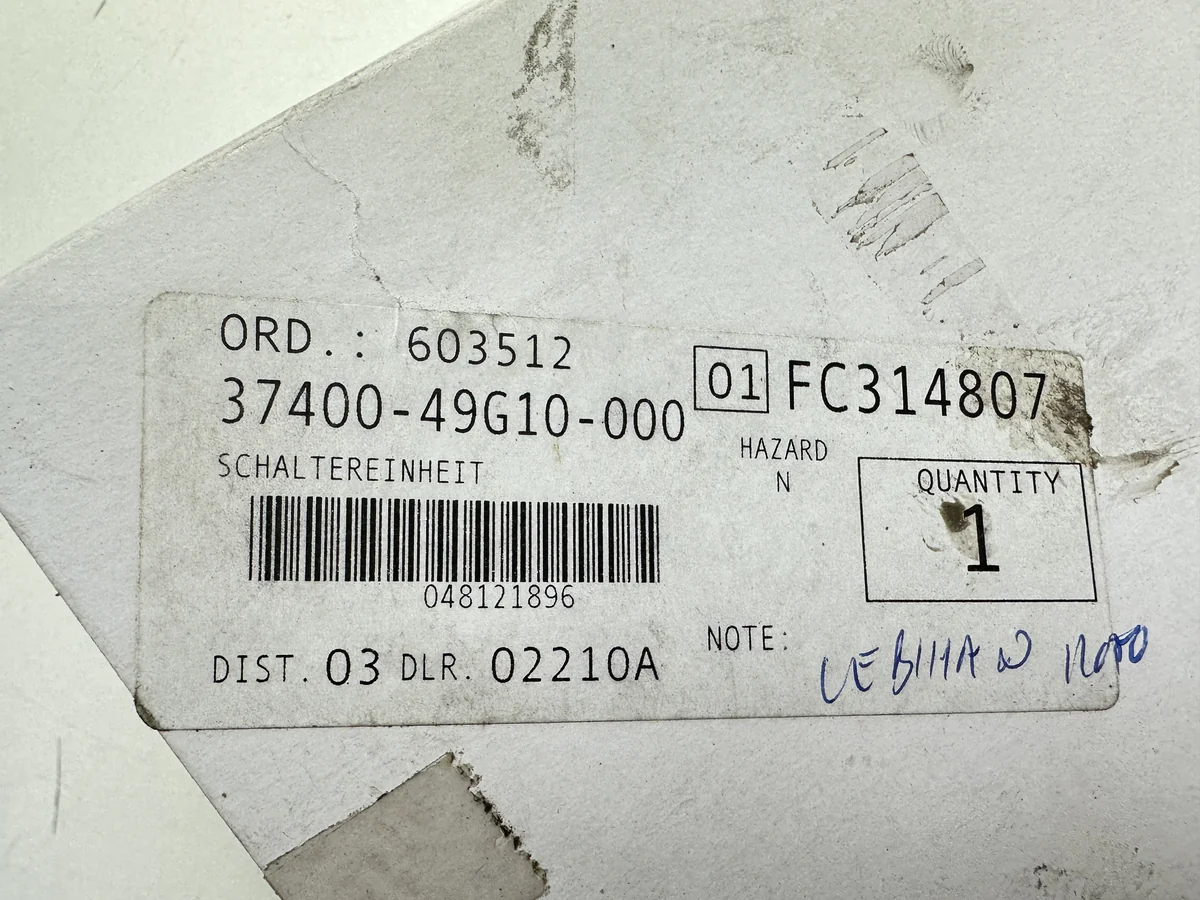 ORD.: 603512
37400-49G10-000
01 FC314807
SCHALTEREINHEIT
HAZARD
N
QUANTITY
1
048121896
DIST. 03 DLR. 02210A
NOTE: